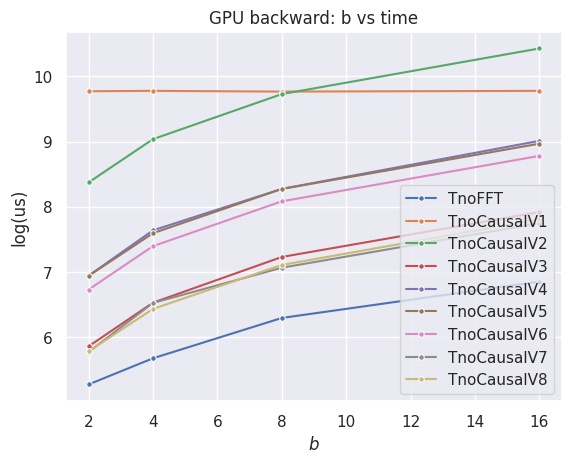 GPU backward: b vs time
log(us)
10
9
8
7
6
2
4
6
8
10
12
14
16
b
TnoFFT
TnoCausalV1
TnoCausalV2
TnoCausalV3
TnoCausalV4
TnoCausalV5
TnoCausalV6
TnoCausalV7
TnoCausalV8